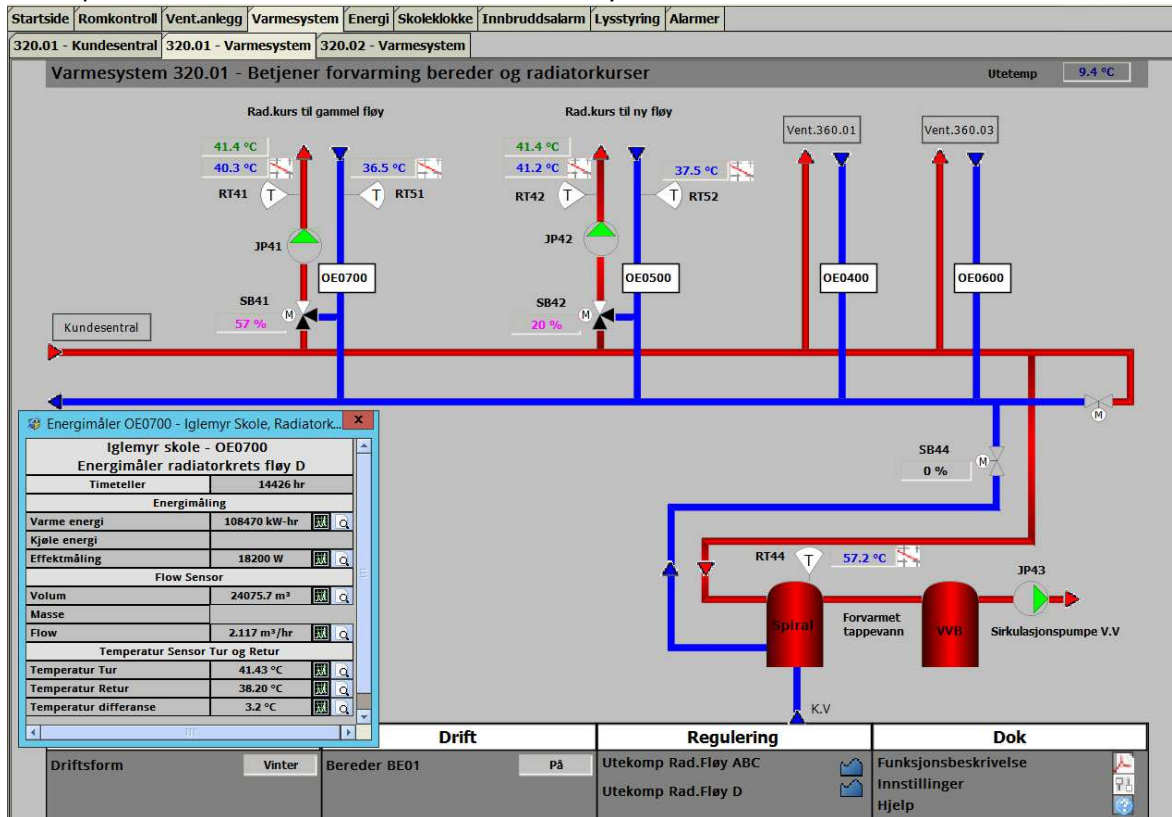 Startside Romkontroll Vent.anlegg Varmesystem Energi Skoleklokke Innbruddsalarm Lysstyring Alarmer
320.01 - Kundesentral 320.01 - Varmesystem 320.02 - Varmesystem
Varmesystem 320.01 - Betjener forvarming bereder og radiatorkurser Utetemp 9.4 °C
Rad.kurs til gammel fløy Rad.kurs til ny fløy
Vent.360.01 Vent.360.03
41.4 °C 41.4 °C
40.3 °C 36.5 °C 41.2 °C 37.5 °C
RT41 T T RT51 RT42 T T RT52
JP41 JP42
OE0700 OE0500 OE0400 OE0600
SB41 SB42
M M
57 % 20 %
Kundesentral
M
Energimåler OE0700 - Iglemyr Skole, Radiatork... x
Iglemyr skole - OE0700
Energimåler radiatorkrets fløy D
Timeteller 14426 hr
Energimåling
Varme energi 108470 kW-hr
Kjøle energi
Effektmåling 18200 W
Flow Sensor
Volum 24075.7 m³
Masse
Flow 2.117 m³/hr
Temperatur Sensor Tur og Retur
Temperatur Tur 41.43 °C
Temperatur Retur 38.20 °C
Temperatur differanse 3.2 °C
SB44
M
0 %
RT44 T 57.2 °C
JP43
Spiral Forvarmet
tappevann VVB Sirkulasjonspumpe V.V
K.V
Drift Regulering Dok
Driftsform Vinter Bereder BE01 På Utekomp Rad.Fløy ABC Funksjonsbeskrivelse
Innstillinger
Utekomp Rad.Fløy D
Hjelp